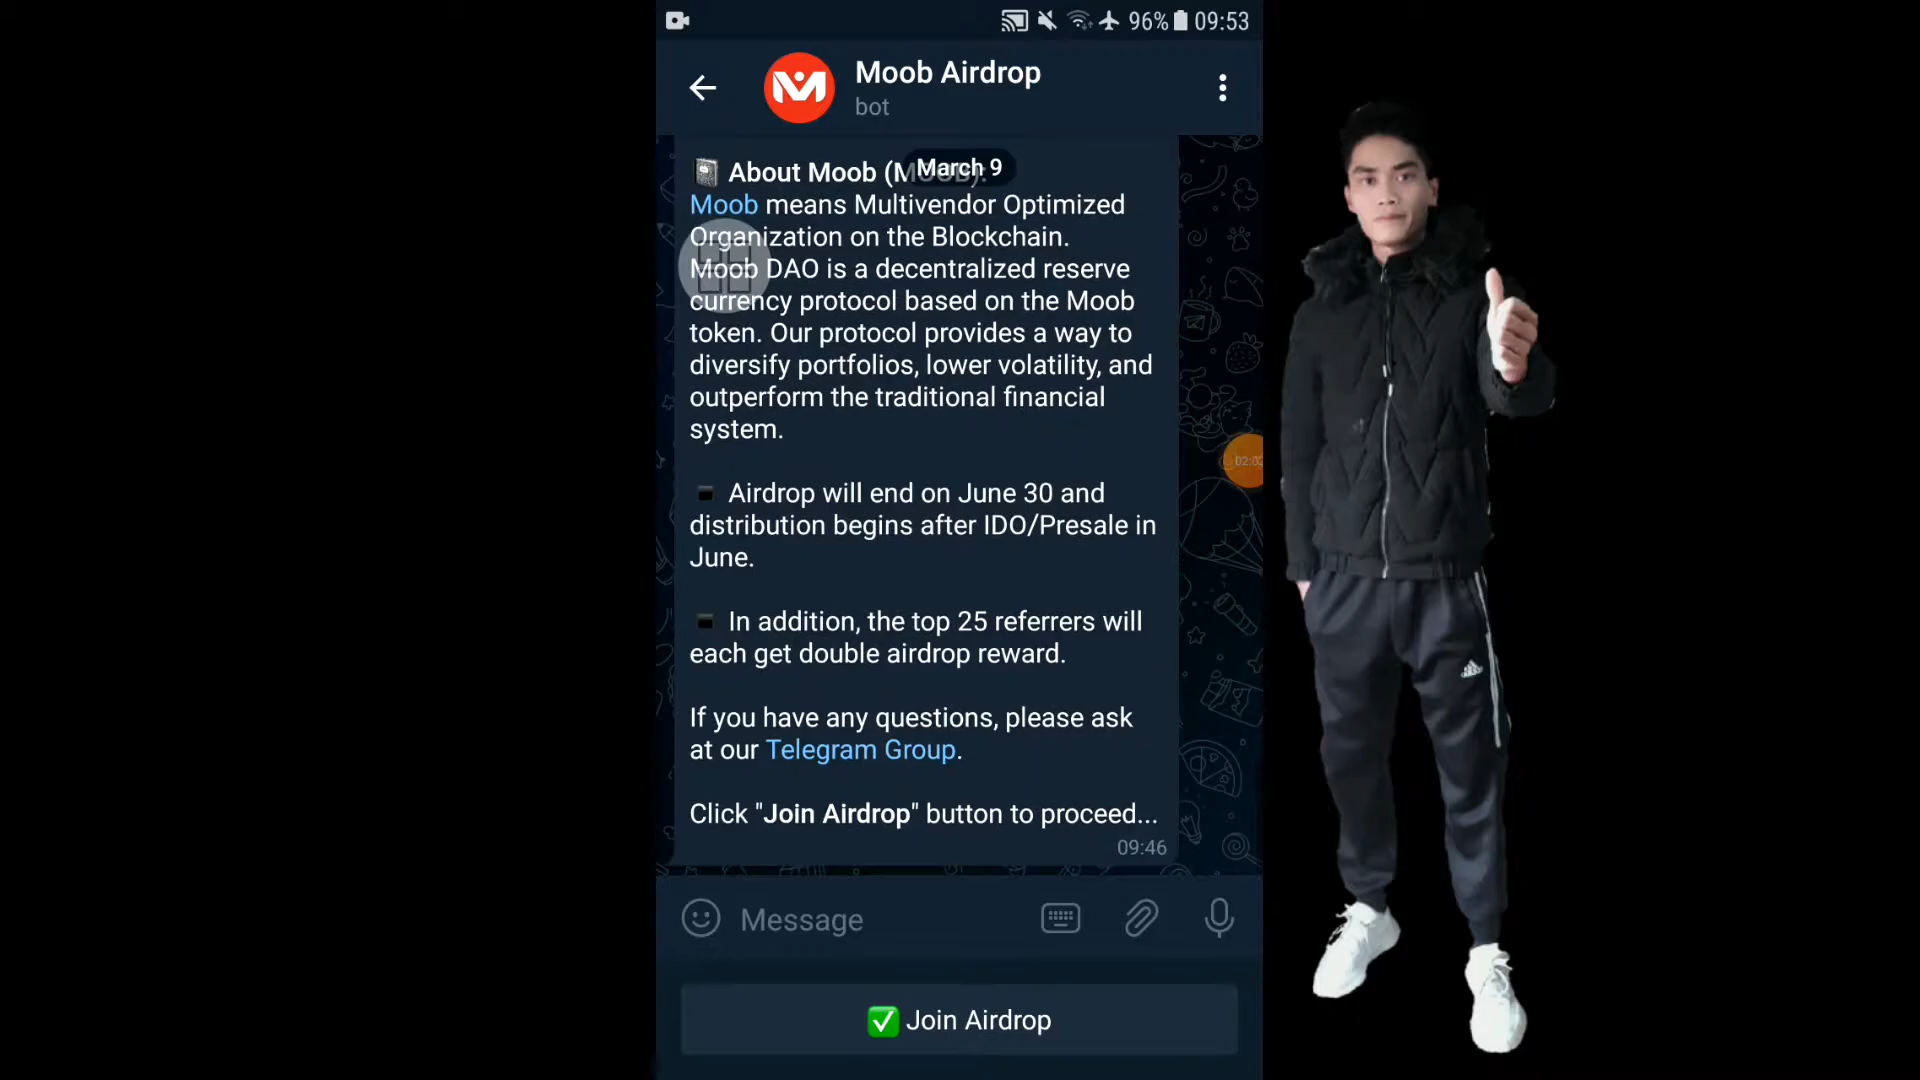 96% 09:53
Moob Airdrop
bot
March 9
About Moob (MOOB):
Moob means Multivendor Optimized
Organization on the Blockchain.
Moob DAO is a decentralized reserve
currency protocol based on the Moob
token. Our protocol provides a way to
diversify portfolios, lower volatility, and
outperform the traditional financial
system.
02:02
Airdrop will end on June 30 and
distribution begins after IDO/Presale in
June.
In addition, the top 25 referrers will
each get double airdrop reward.
If you have any questions, please ask
at our Telegram Group.
Click "Join Airdrop" button to proceed...
09:46
Message
✅ Join Airdrop